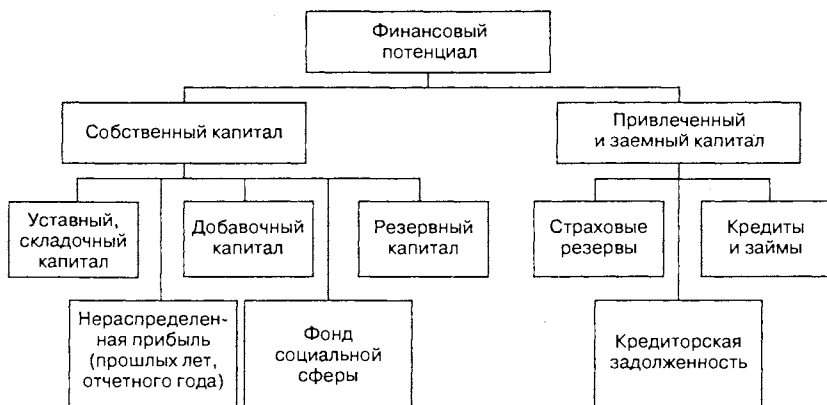 Финансовый
потенциал
Собственный капитал
Привлеченный
и заемный капитал
Уставный,
складочный
капитал
Добавочный
капитал
Резервный
капитал
Страховые
резервы
Кредиты
и займы
Нераспределен-
ная прибыль
(прошлых лет,
отчетного года)
Фонд
социальной
сферы
Кредиторская
задолженность